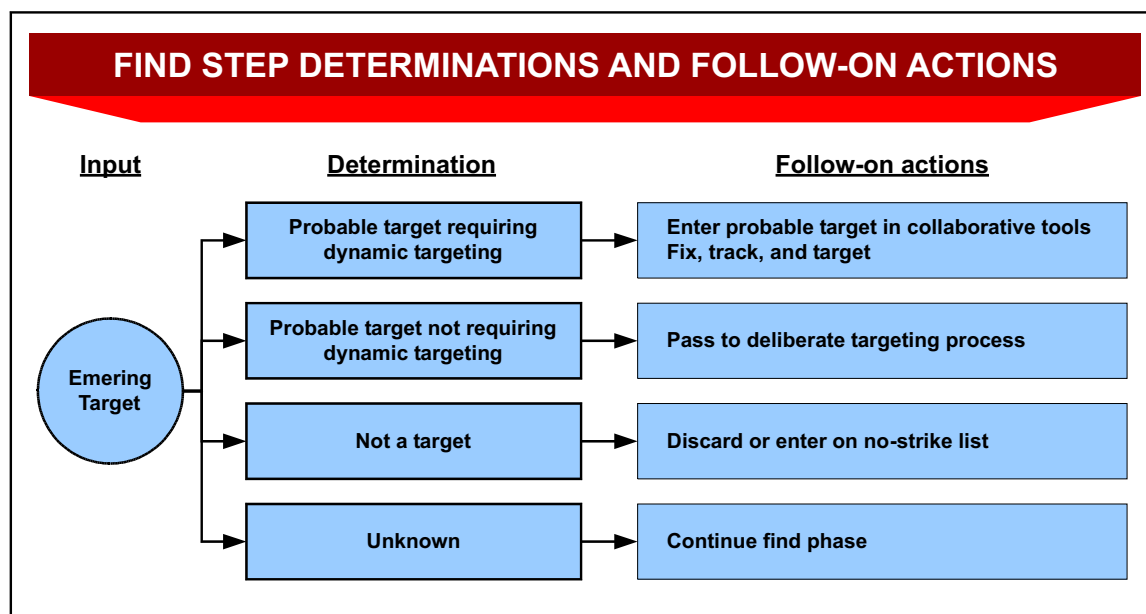 FIND STEP DETERMINATIONS AND FOLLOW-ON ACTIONS
Input
Determination
Follow-on actions
Emering
Target
Probable target requiring
dynamic targeting
Enter probable target in collaborative tools
Fix, track, and target
Probable target not requiring
dynamic targeting
Pass to deliberate targeting process
Not a target
Discard or enter on no-strike list
Unknown
Continue find phase